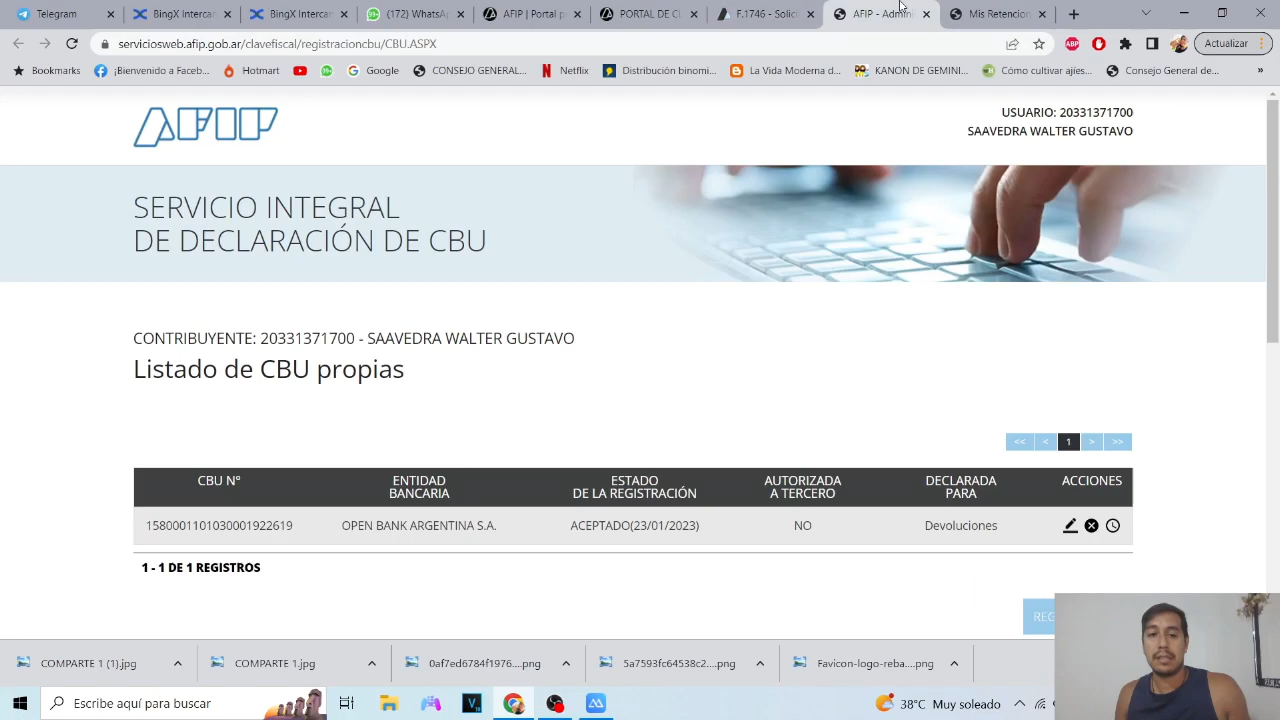 Telegram
BingX Intercan
BingX Integrar
(172) WhatsAp
AFIP | Portal p
PORTAL DE CL
F.1746 - Solici
AFIP - Admini
Mis Retencion
serviciosweb.afip.gob.ar/clavefiscal/registracioncbu/CBU.ASPX
ABP
Actualizar
Bookmarks
¡Bienvenido a Faceb...
Hotmart
Google
CONSEJO GENERAL...
Netflix
Distribución binomi...
La Vida Moderna d...
KANON DE GEMINI...
Cómo cultivar ajíes...
Consejo General de...
»
AFIP
USUARIO: 20331371700
SAAVEDRA WALTER GUSTAVO
SERVICIO INTEGRAL
DE DECLARACIÓN DE CBU
CONTRIBUYENTE: 20331371700 - SAAVEDRA WALTER GUSTAVO
Listado de CBU propias
<< < 1 > >>
CBU Nº ENTIDAD BANCARIA ESTADO DE LA REGISTRACIÓN AUTORIZADA A TERCERO DECLARADA PARA ACCIONES
1580001101030001922619 OPEN BANK ARGENTINA S.A. ACEPTADO(23/01/2023) NO Devoluciones
1 - 1 DE 1 REGISTROS
REG
COMPARTE 1 (1).jpg
COMPARTE 1.jpg
0af7ed9784f1976....png
5a7593fc64538c2....png
Favicon-logo-reba....png
Escribe aquí para buscar
38°C Muy soleado